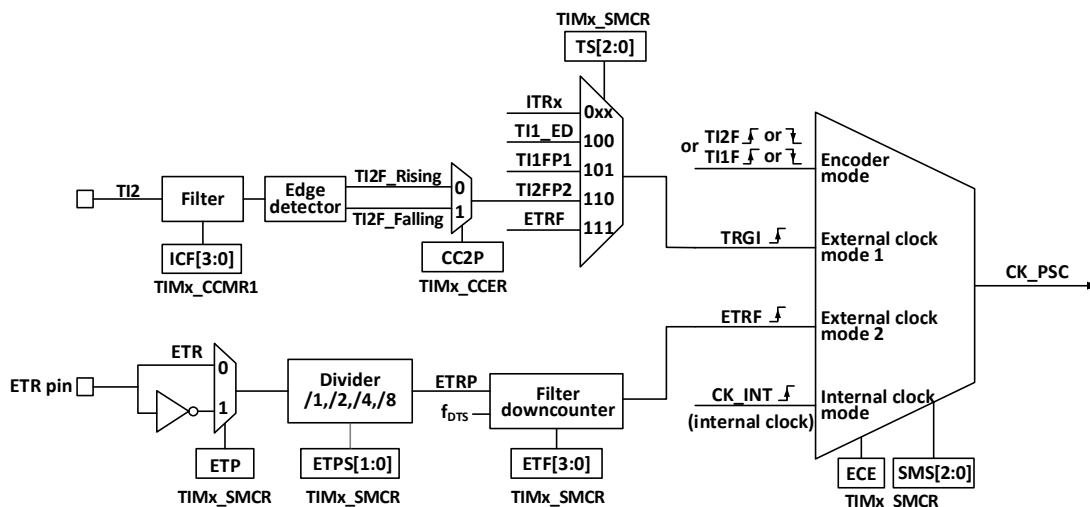 TIMx_SMCR
TS[2:0]
ITRx
0xx
TI1_ED
100
TI1FP1
101
TI2FP2
110
ETRF
111
TI2
Filter
ICF[3:0]
TIMx_CCMR1
Edge
detector
TI2F_Rising
TI2F_Falling
0
1
CC2P
TIMx_CCER
or TI2F or
TI1F or
Encoder
mode
TRGI
External clock
mode 1
ETRF
External clock
mode 2
CK_INT
(internal clock)
Internal clock
mode
CK_PSC
ECE
SMS[2:0]
TIMx_SMCR
ETR pin
ETR
0
1
ETP
TIMx_SMCR
Divider
/1,/2,/4,/8
ETPS[1:0]
TIMx_SMCR
ETRP
fDTS
Filter
downcounter
ETF[3:0]
TIMx_SMCR